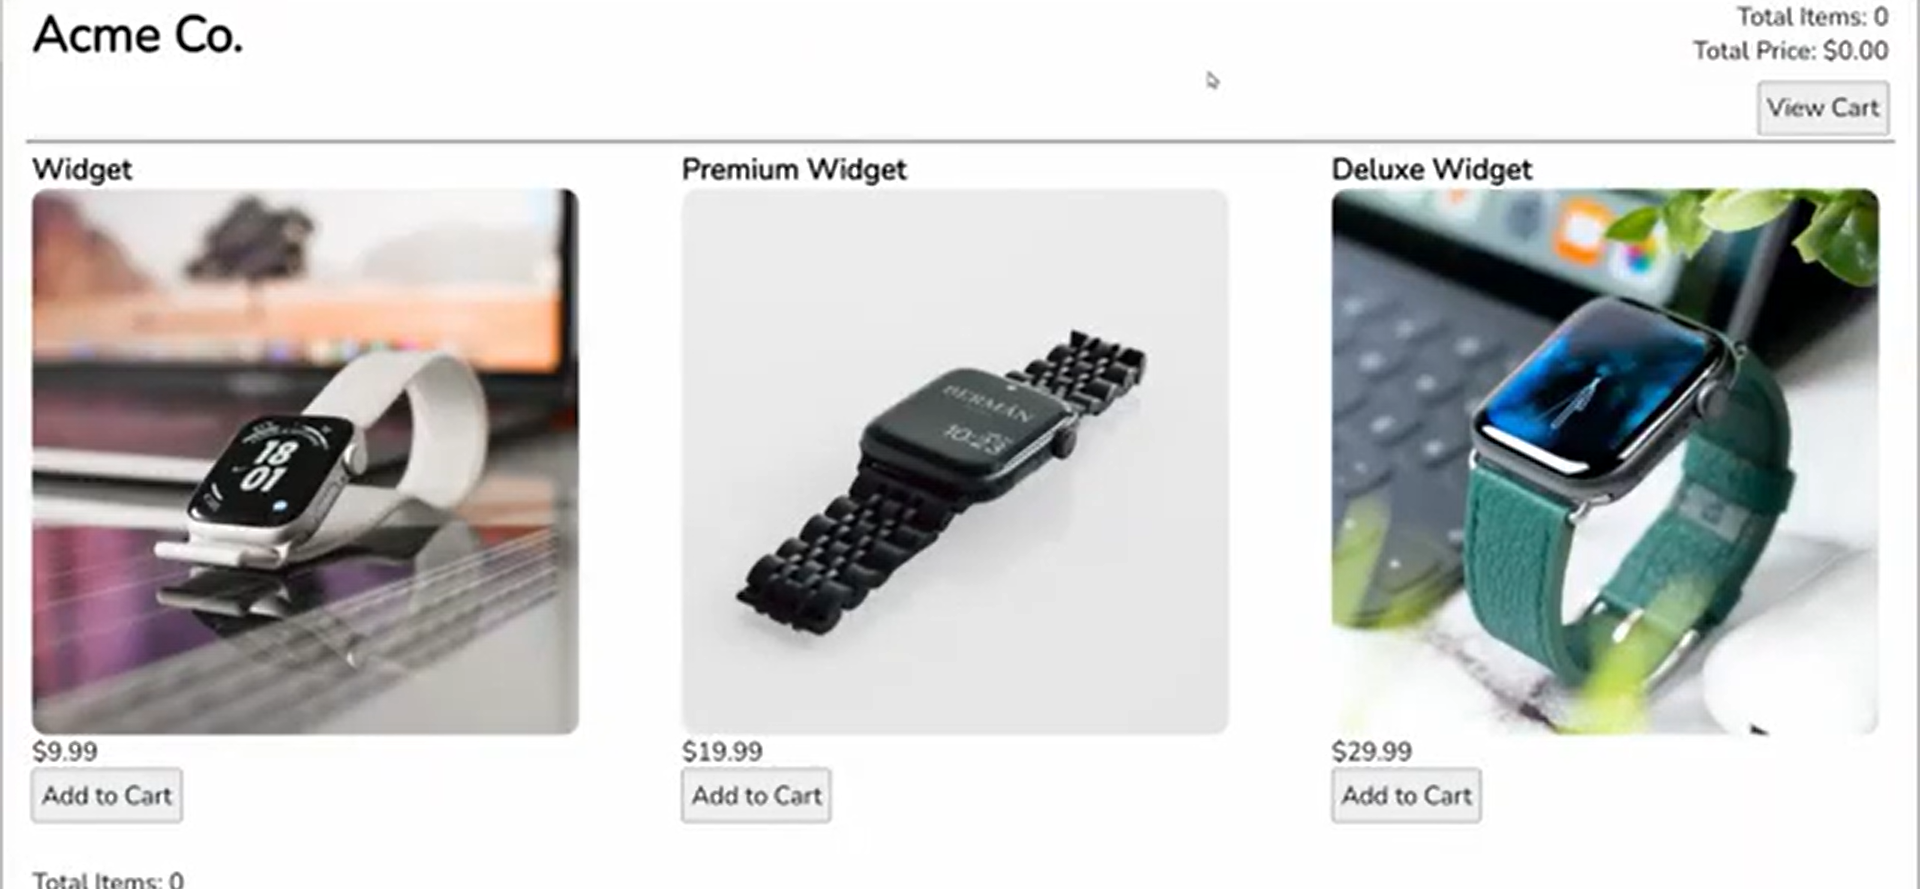 Acme Co.
Total Items: 0
Total Price: $0.00
View Cart
Widget
Premium Widget
Deluxe Widget
18
01
BERMÁN
10:23
$9.99
$19.99
$29.99
Add to Cart
Add to Cart
Add to Cart
Total Items: 0